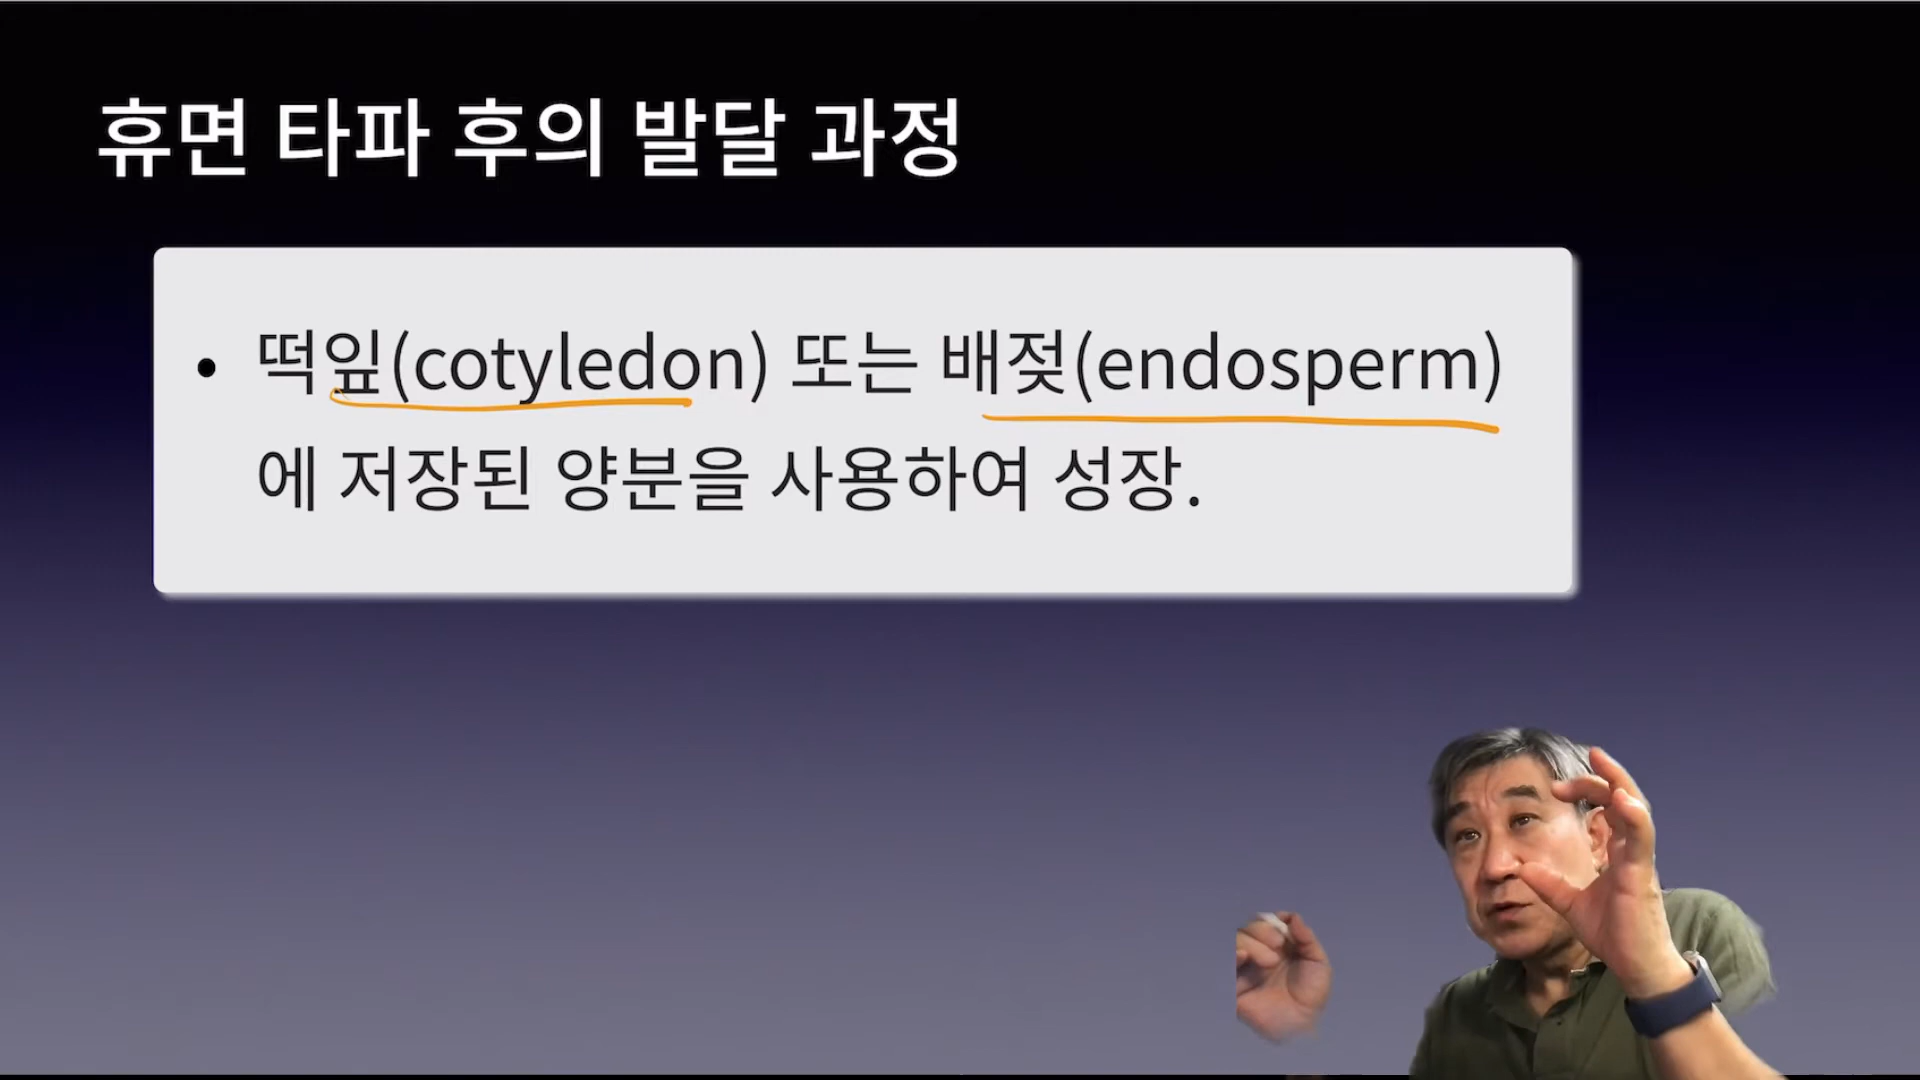 휴면 타파 후의 발달 과정
• 떡잎(cotyledon) 또는 배젖(endosperm)
에 저장된 양분을 사용하여 성장.